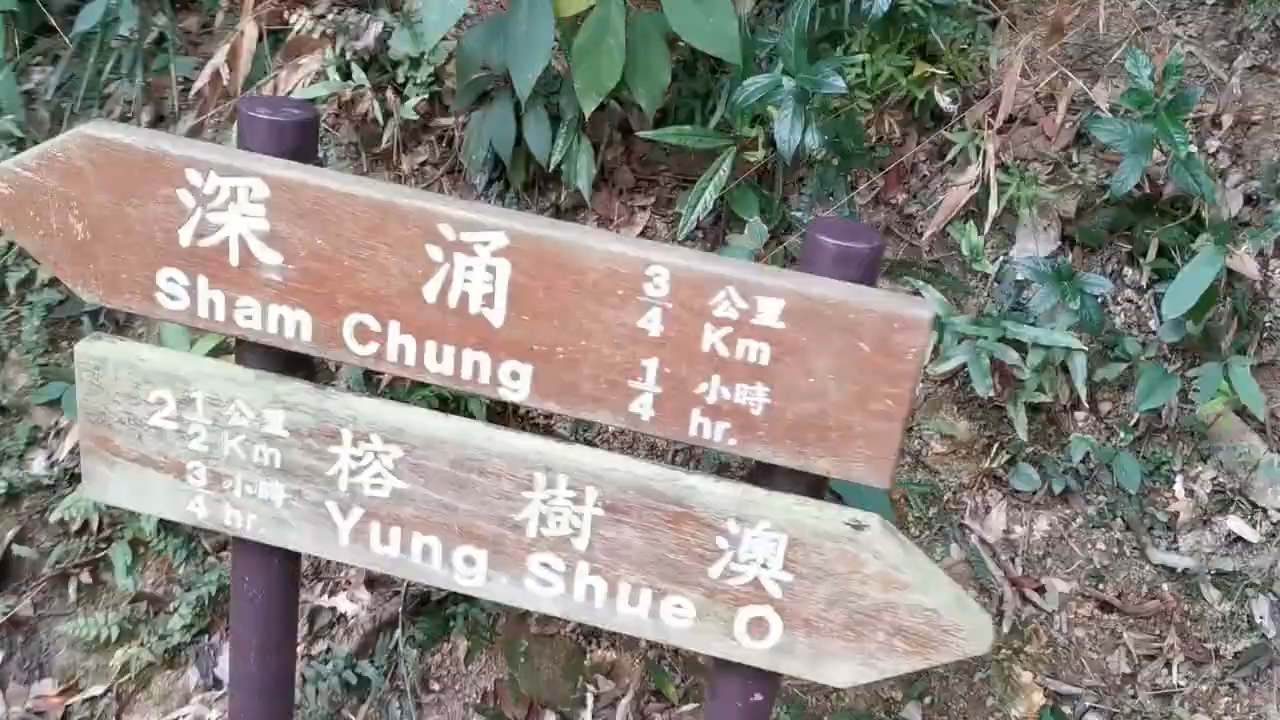 深涌
Sham Chung
3/4 公里 Km
1/4 小時 hr.
2 1/2 公里 Km
3/4 小時 hr.
榕樹澳
Yung Shue O